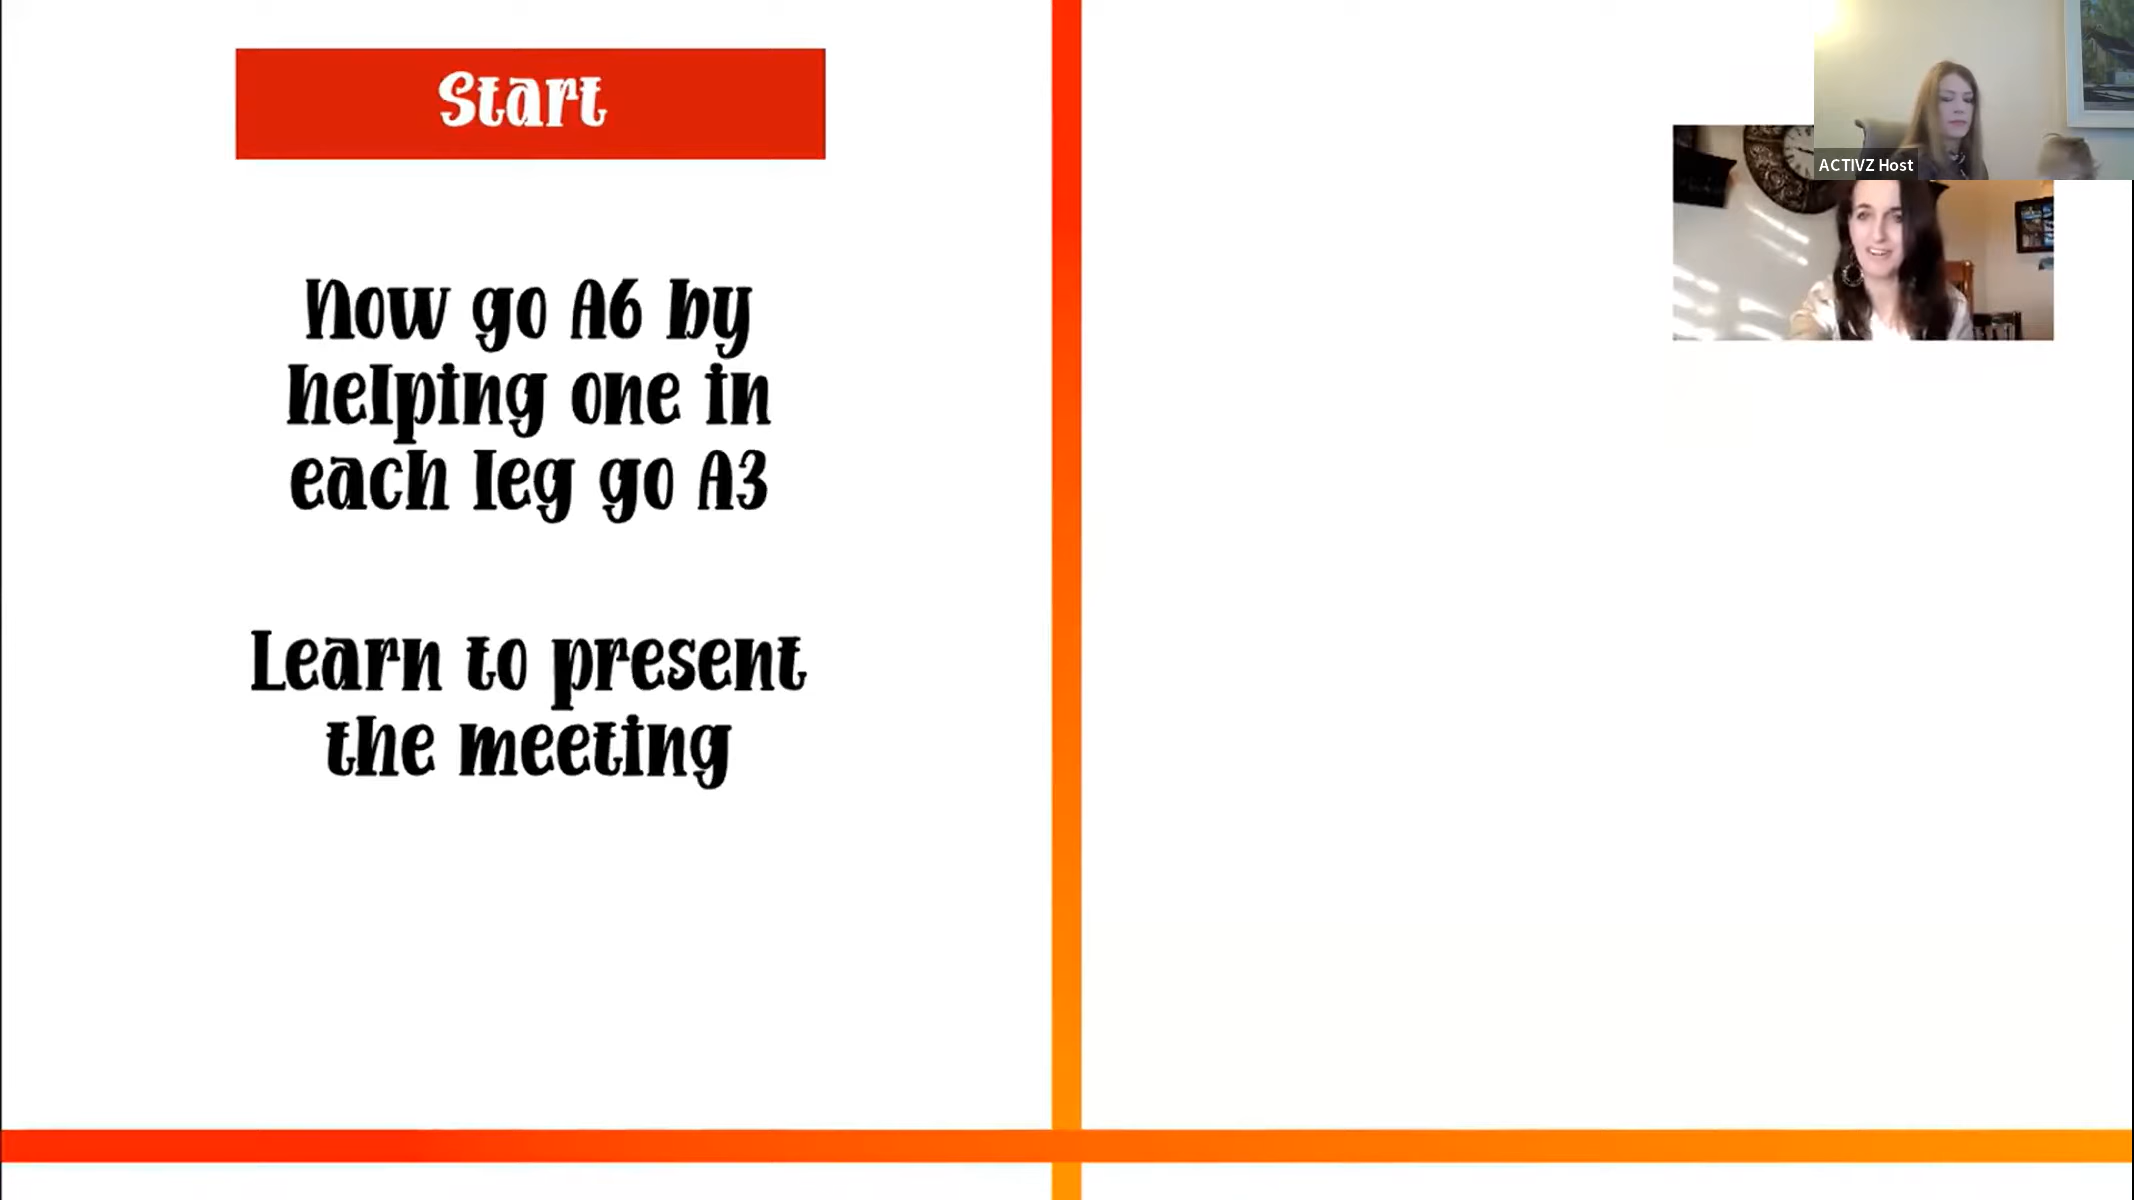 Start
Now go A6 by
helping one in
each leg go A3
Learn to present
the meeting
ACTIVZ Host